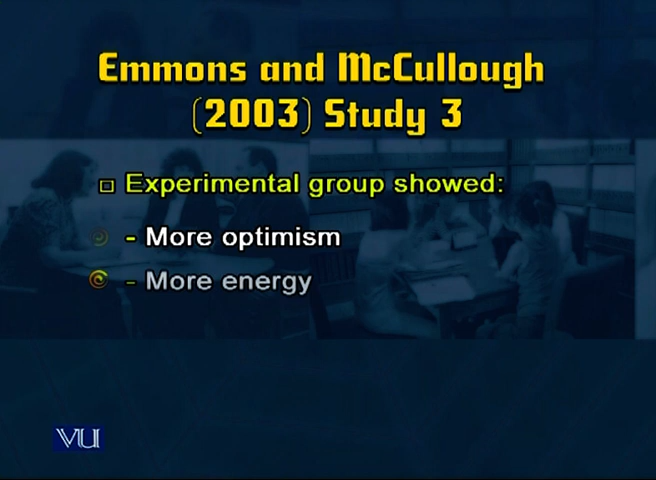 Emmons and McCullough
(2003) Study 3
Experimental group showed:
- More optimism
- More energy
VU